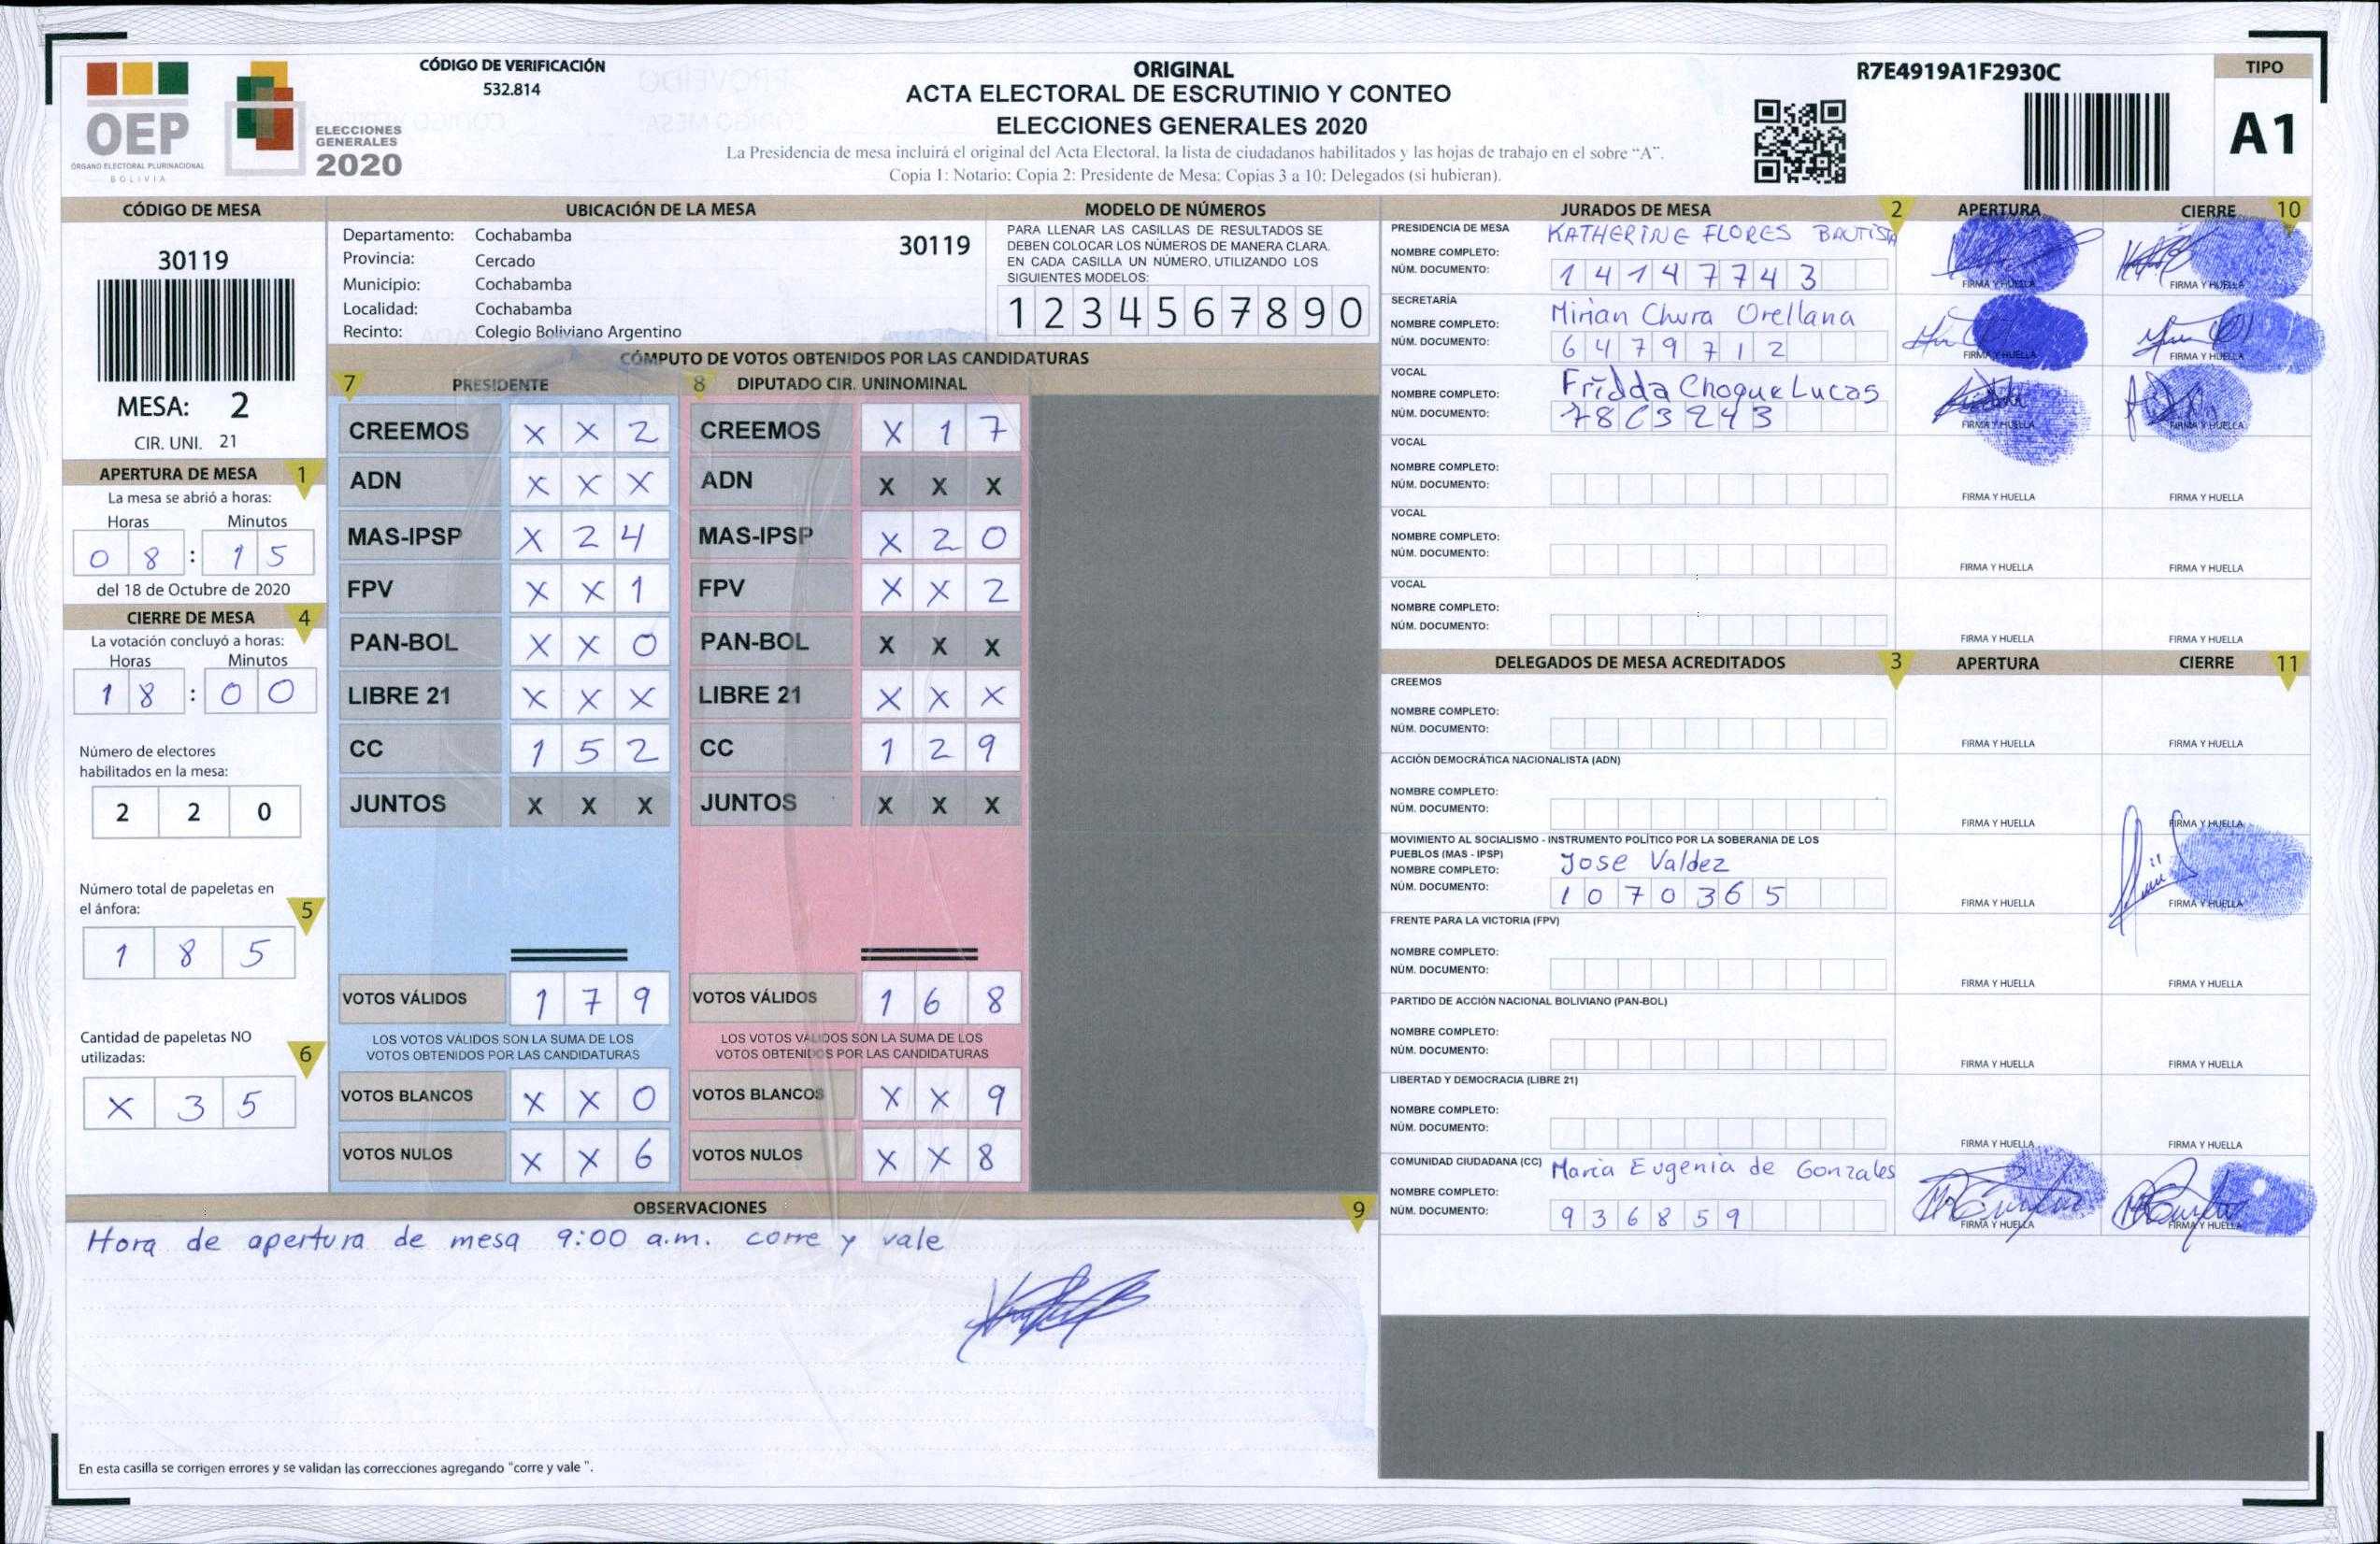 CÓDIGO DE VERIFICACIÓN
532.814
ORIGINAL
ACTA ELECTORAL DE ESCRUTINIO Y CONTEO
ELECCIONES GENERALES 2020
La Presidencia de mesa incluirá el original del Acta Electoral, la lista de ciudadanos habilitados y las hojas de trabajo en el sobre “A”.
Copia 1: Notario; Copia 2: Presidente de Mesa; Copias 3 a 10: Delegados (si hubieran).
R7E4919A1F2930C
TIPO
A1
OEP
ÓRGANO ELECTORAL PLURINACIONAL
BOLIVIA
ELECCIONES
GENERALES
2020
CÓDIGO DE MESA
30119
MESA: 2
CIR. UNI. 21
APERTURA DE MESA 1
La mesa se abrió a horas:
Horas Minutos
0 8 : 1 5
del 18 de Octubre de 2020
CIERRE DE MESA 4
La votación concluyó a horas:
Horas Minutos
1 8 : 0 0
Número de electores
habilitados en la mesa:
2 2 0
Número total de papeletas en
el ánfora: 5
1 8 5
Cantidad de papeletas NO
utilizadas: 6
X 3 5
UBICACIÓN DE LA MESA
Departamento: Cochabamba 30119
Provincia: Cercado
Municipio: Cochabamba
Localidad: Cochabamba
Recinto: Colegio Boliviano Argentino
MODELO DE NÚMEROS
PARA LLENAR LAS CASILLAS DE RESULTADOS SE
DEBEN COLOCAR LOS NÚMEROS DE MANERA CLARA.
EN CADA CASILLA UN NÚMERO, UTILIZANDO LOS
SIGUIENTES MODELOS:
1 2 3 4 5 6 7 8 9 0
CÓMPUTO DE VOTOS OBTENIDOS POR LAS CANDIDATURAS
7 PRESIDENTE 8 DIPUTADO CIR. UNINOMINAL
CREEMOS X X 2 CREEMOS X 1 7
ADN X X X ADN X X X
MAS-IPSP X 2 4 MAS-IPSP X 2 0
FPV X X 1 FPV X X 2
PAN-BOL X X 0 PAN-BOL X X X
LIBRE 21 X X X LIBRE 21 X X X
CC 1 5 2 CC 1 2 9
JUNTOS X X X JUNTOS X X X
VOTOS VÁLIDOS 1 7 9 VOTOS VÁLIDOS 1 6 8
LOS VOTOS VÁLIDOS SON LA SUMA DE LOS LOS VOTOS VÁLIDOS SON LA SUMA DE LOS
VOTOS OBTENIDOS POR LAS CANDIDATURAS VOTOS OBTENIDOS POR LAS CANDIDATURAS
VOTOS BLANCOS X X 0 VOTOS BLANCOS X X 9
VOTOS NULOS X X 6 VOTOS NULOS X X 8
OBSERVACIONES 9
Hora de apertura de mesa 9:00 a.m. corre y vale
En esta casilla se corrigen errores y se validan las correcciones agregando "corre y vale ".
JURADOS DE MESA 2 APERTURA CIERRE 10
PRESIDENCIA DE MESA KATHERINE FLORES BAUTISTA
NOMBRE COMPLETO:
NÚM. DOCUMENTO: 1 4 1 4 7 7 4 3 FIRMA Y HUELLA FIRMA Y HUELLA
SECRETARÍA Mirian Chura Orellana
NOMBRE COMPLETO:
NÚM. DOCUMENTO: 6 4 7 9 7 1 2 FIRMA Y HUELLA FIRMA Y HUELLA
VOCAL Fridda Choque Lucas
NOMBRE COMPLETO:
NÚM. DOCUMENTO: FIRMA Y HUELLA FIRMA Y HUELLA
VOCAL
NOMBRE COMPLETO:
NÚM. DOCUMENTO: FIRMA Y HUELLA FIRMA Y HUELLA
VOCAL
NOMBRE COMPLETO:
NÚM. DOCUMENTO: FIRMA Y HUELLA FIRMA Y HUELLA
VOCAL
NOMBRE COMPLETO:
NÚM. DOCUMENTO: FIRMA Y HUELLA FIRMA Y HUELLA
DELEGADOS DE MESA ACREDITADOS 3 APERTURA CIERRE 11
CREEMOS
NOMBRE COMPLETO:
NÚM. DOCUMENTO: FIRMA Y HUELLA FIRMA Y HUELLA
ACCIÓN DEMOCRÁTICA NACIONALISTA (ADN)
NOMBRE COMPLETO:
NÚM. DOCUMENTO: FIRMA Y HUELLA FIRMA Y HUELLA
MOVIMIENTO AL SOCIALISMO - INSTRUMENTO POLÍTICO POR LA SOBERANIA DE LOS
PUEBLOS (MAS - IPSP) Jose Valdez
NOMBRE COMPLETO:
NÚM. DOCUMENTO: 1 0 7 0 3 6 5 FIRMA Y HUELLA FIRMA Y HUELLA
FRENTE PARA LA VICTORIA (FPV)
NOMBRE COMPLETO:
NÚM. DOCUMENTO: FIRMA Y HUELLA FIRMA Y HUELLA
PARTIDO DE ACCIÓN NACIONAL BOLIVIANO (PAN-BOL)
NOMBRE COMPLETO:
NÚM. DOCUMENTO: FIRMA Y HUELLA FIRMA Y HUELLA
LIBERTAD Y DEMOCRACIA (LIBRE 21)
NOMBRE COMPLETO:
NÚM. DOCUMENTO: FIRMA Y HUELLA FIRMA Y HUELLA
COMUNIDAD CIUDADANA (CC) Maria Eugenia de Gonzales
NOMBRE COMPLETO:
NÚM. DOCUMENTO: 9 3 6 8 5 9 FIRMA Y HUELLA FIRMA Y HUELLA